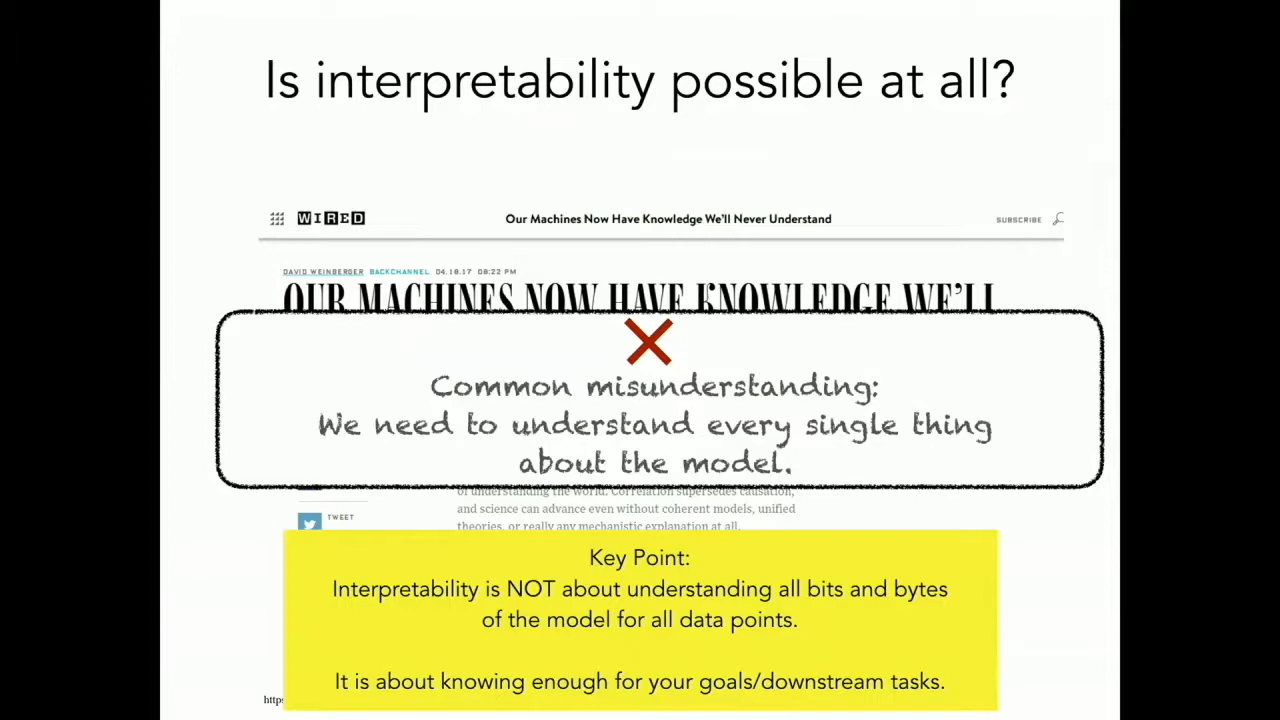 Is interpretability possible at all?
WIRED
Our Machines Now Have Knowledge We'll Never Understand
SUBSCRIBE
DAVID WEINBERGER BACKCHANNEL 04.18.17 08:22 PM
OUR MACHINES NOW HAVE KNOWLEDGE WE'LL
Common misunderstanding:
We need to understand every single thing
about the model.
of understanding the world. Correlation supersedes causation,
and science can advance even without coherent models, unified
theories, or really any mechanistic explanation at all.
TWEET
Key Point:
Interpretability is NOT about understanding all bits and bytes
of the model for all data points.
It is about knowing enough for your goals/downstream tasks.
https